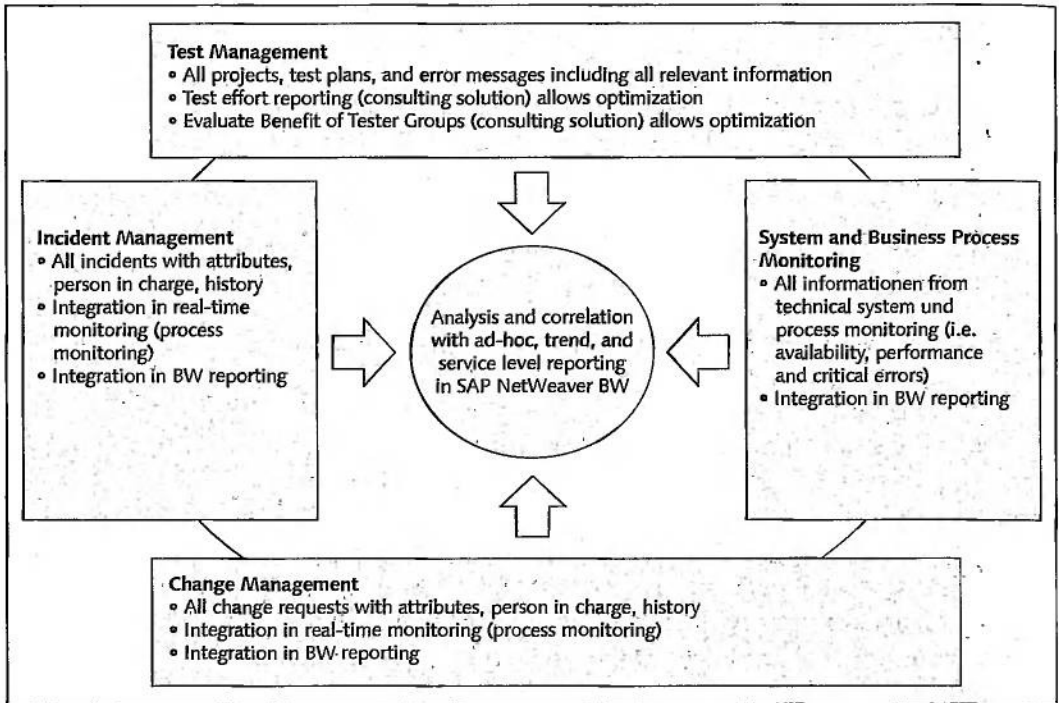 Test Management
• All projects, test plans, and error messages including all relevant information
• Test effort reporting (consulting solution) allows optimization
• Evaluate Benefit of Tester Groups (consulting solution) allows optimization
Incident Management
• All incidents with attributes,
person in charge, history
• Integration in real-time
monitoring (process
monitoring)
• Integration in BW reporting
Analysis and correlation
with ad-hoc, trend, and
service level reporting
in SAP NetWeaver BW
System and Business Process
Monitoring
• All informationen from
technical system und
process monitoring (i.e.
availability, performance
and critical errors)
• Integration in BW reporting
Change Management
• All change requests with attributes, person in charge, history
• Integration in real-time monitoring (process monitoring)
• Integration in BW reporting